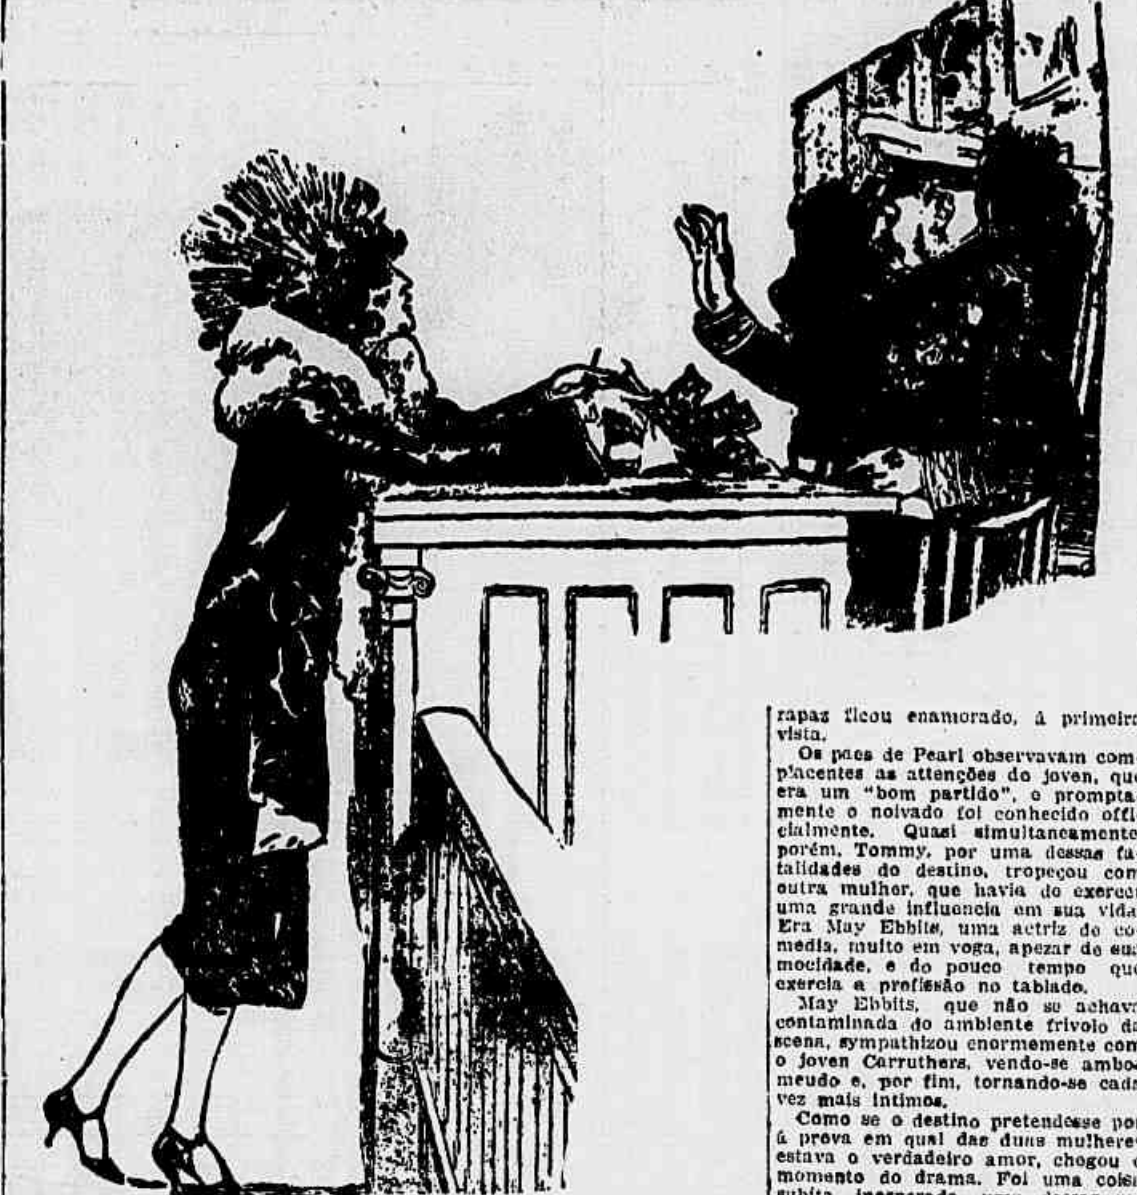 rapaz ficou enamorado, á primeira
vista.
Os paes de Pearl observavam com-
placentes as attenções do joven, que
era um "bom partido", e prompta-
mente o noivado foi conhecido offi-
cialmente. Quasi simultaneamente
porém, Tommy, por uma dessas fa-
talidades do destino, tropeçou com
outra mulher, que havia do exercer
uma grande influencia em sua vida
Era May Ebbits, uma actriz de co-
media, muito em voga, apezar de sua
mocidade, e do pouco tempo que
exercia a profissão no tablado.
May Ebbits, que não se achava
contaminada do ambiente frivolo da
scena, sympathizou enormemente com
o joven Carruthers, vendo-se ambos
meudo e, por fim, tornando-se cada
vez mais intimos.
Como se o destino pretendesse por
á prova em qual das duas mulheres
estava o verdadeiro amor, chegou o
momento do drama. Foi uma coisa
subita, inesperada